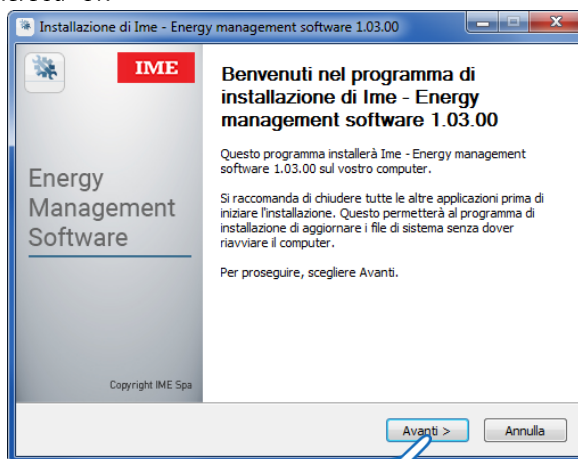 Installazione di Ime - Energy management software 1.03.00
IME
Benvenuti nel programma di
installazione di Ime - Energy
management software 1.03.00
Questo programma installerà Ime - Energy management
software 1.03.00 sul vostro computer.
Energy
Management
Software
Si raccomanda di chiudere tutte le altre applicazioni prima di
iniziare l'installazione. Questo permetterà al programma di
installazione di aggiornare i file di sistema senza dover
riavviare il computer.
Per proseguire, scegliere Avanti.
Copyright IME Spa
Avanti >
Annulla